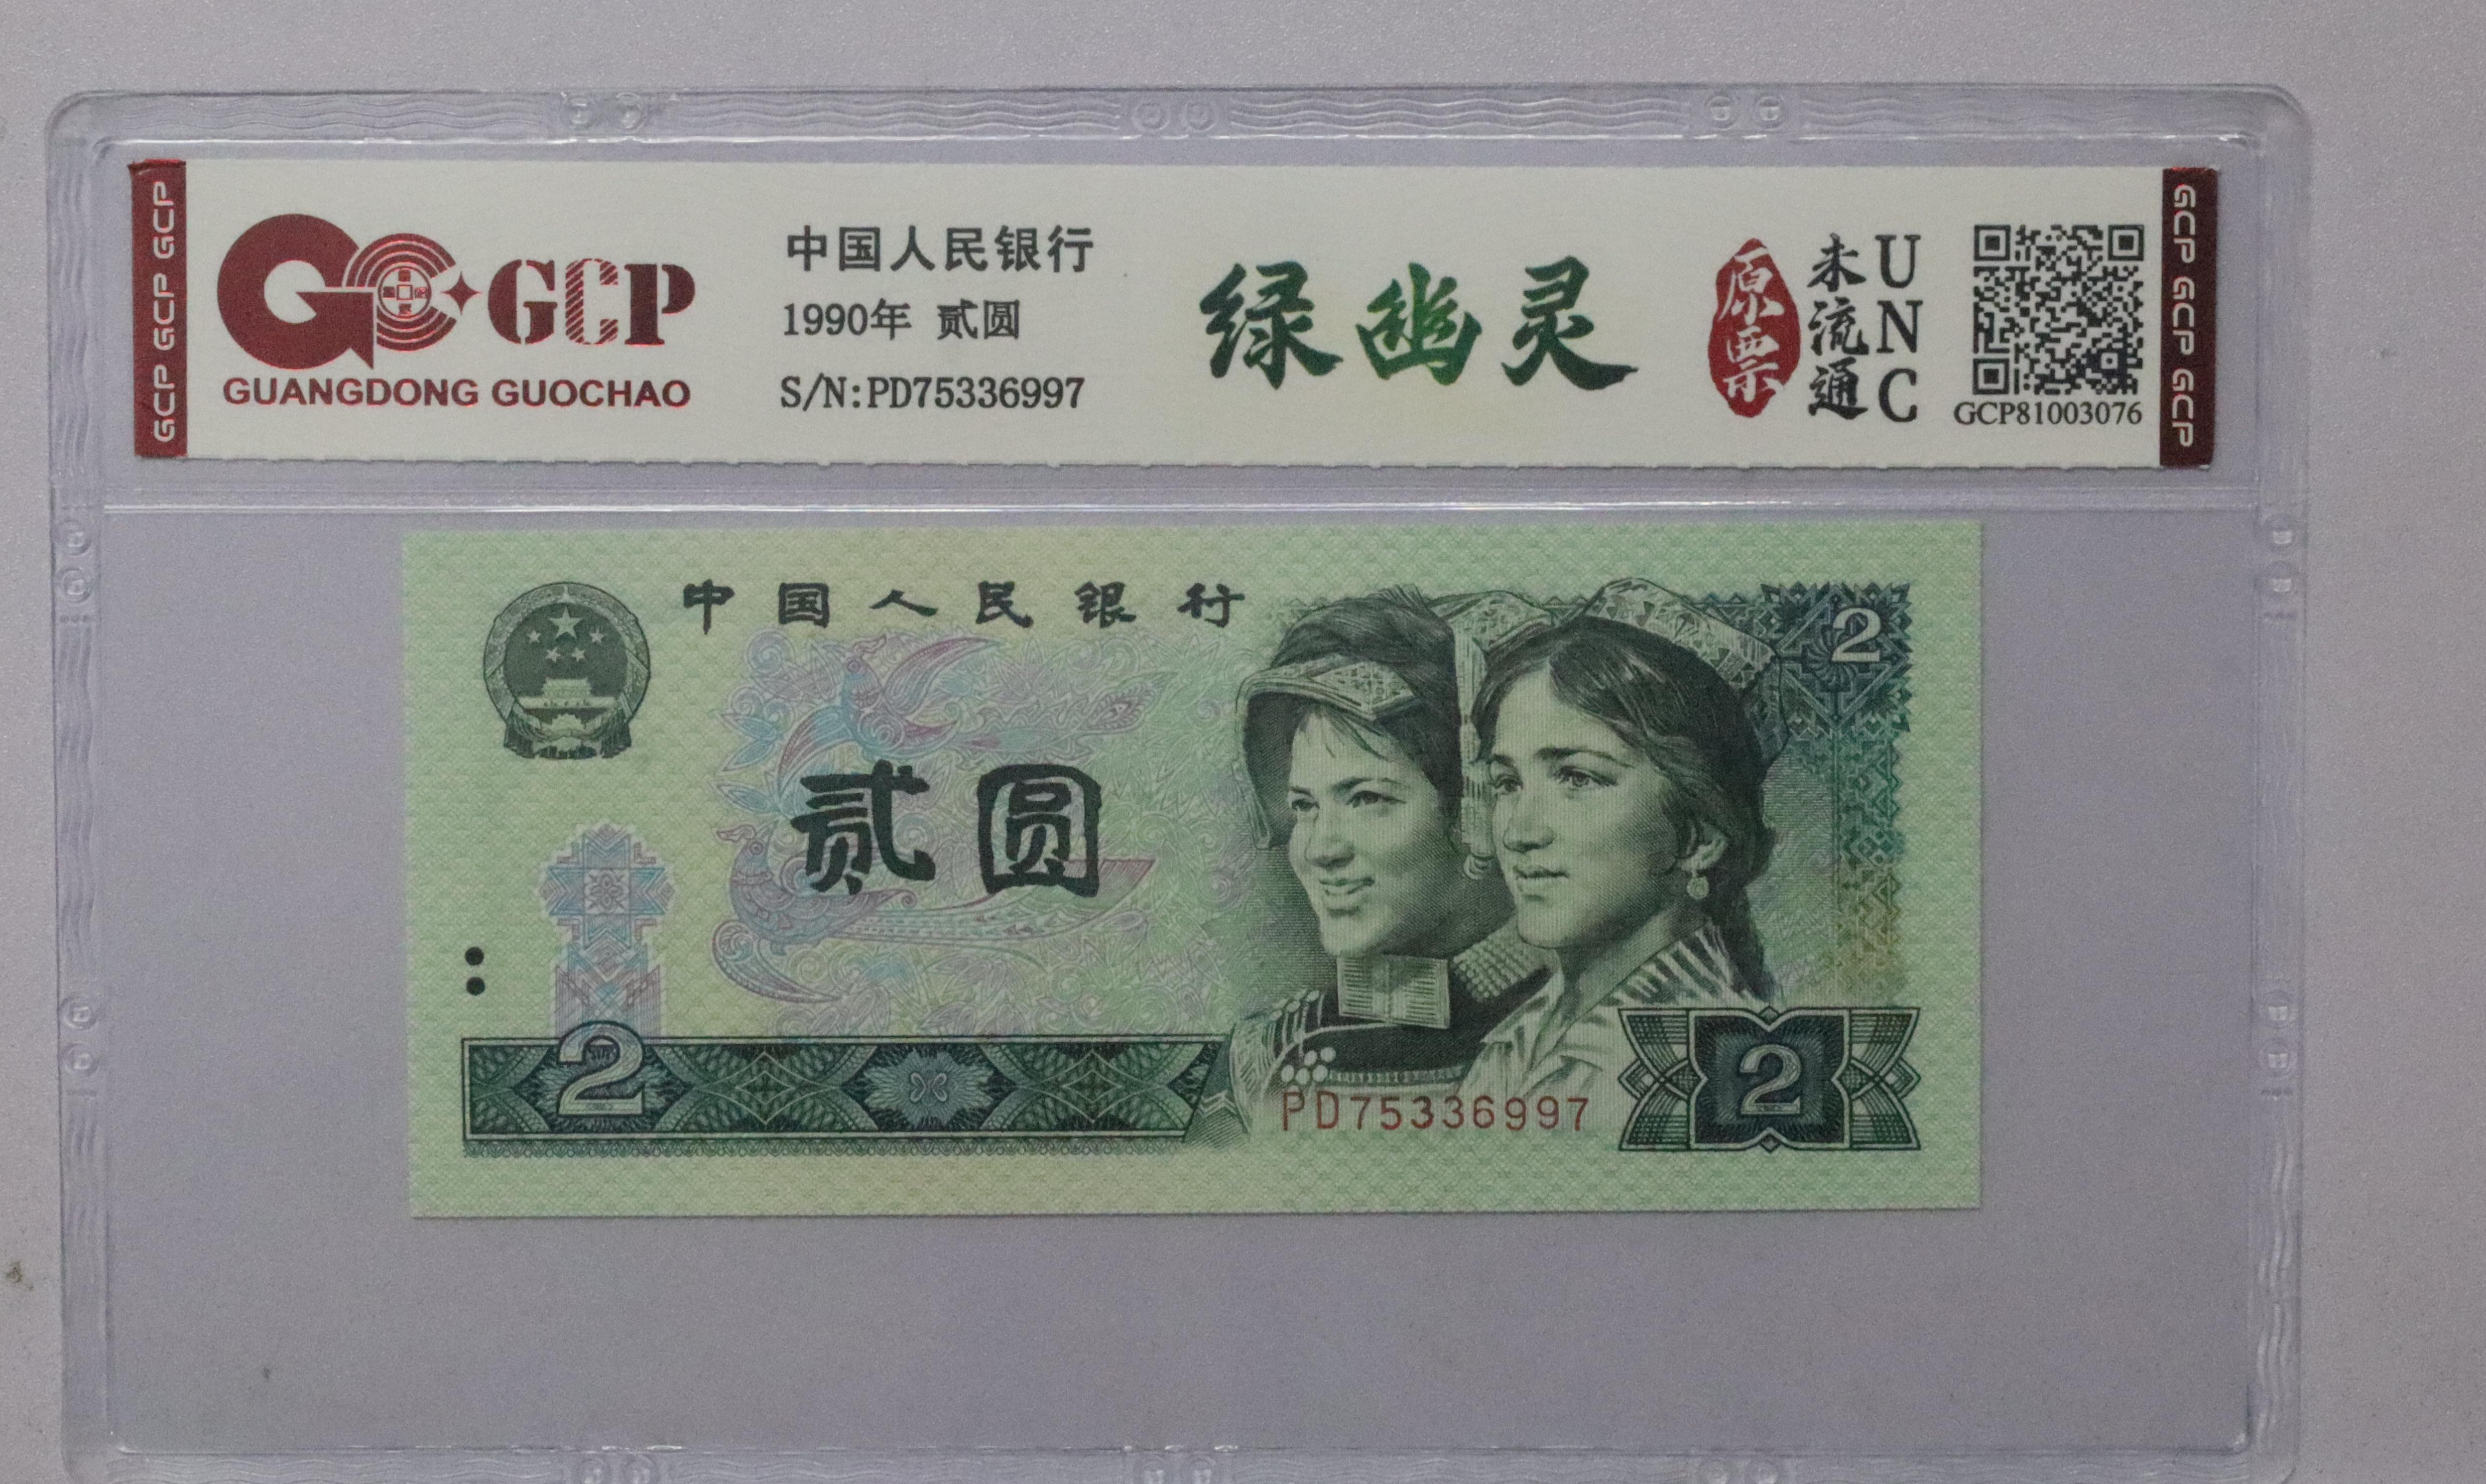 GCP GCP GCP
GCP
GUANGDONG GUOCHAO
中国人民银行
1990年 贰圆
S/N:PD75336997
绿幽灵
原票
未流通
UNC
GCP81003076
GCP GCP GCP
中国人民银行
2
贰圆
2
PD75336997
2